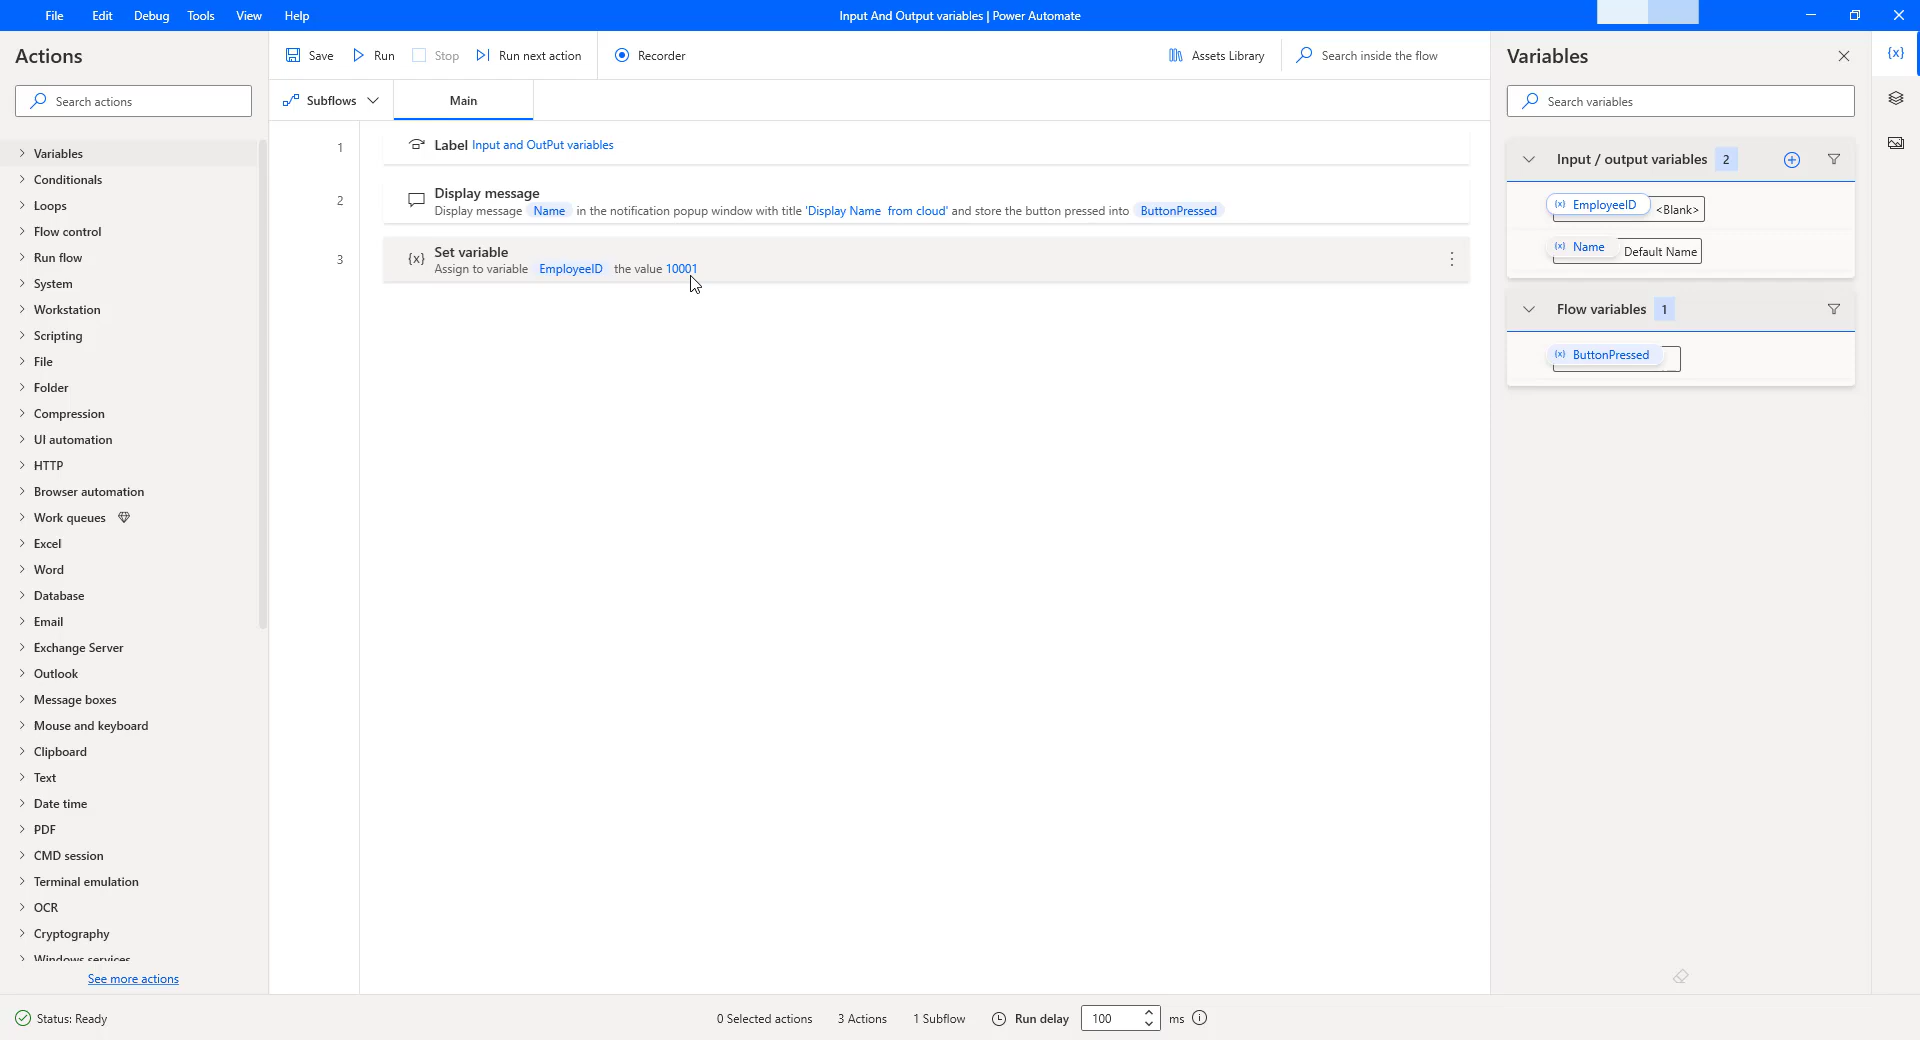 File Edit Debug Tools View Help
Input And Output variables | Power Automate
Actions
Search actions
Variables
Conditionals
Loops
Flow control
Run flow
System
Workstation
Scripting
File
Folder
Compression
UI automation
HTTP
Browser automation
Work queues
Excel
Word
Database
Email
Exchange Server
Outlook
Message boxes
Mouse and keyboard
Clipboard
Text
Date time
PDF
CMD session
Terminal emulation
OCR
Cryptography
Windows services
See more actions
Save Run Stop Run next action Recorder
Assets Library Search inside the flow
Subflows Main
1 Label Input and OutPut variables
2 Display message
Display message Name in the notification popup window with title 'Display Name from cloud' and store the button pressed into ButtonPressed
3 {x} Set variable
Assign to variable EmployeeID the value 10001
Variables
{x}
Search variables
Input / output variables 2
(x) EmployeeID <Blank>
(x) Name Default Name
Flow variables 1
(x) ButtonPressed
Status: Ready
0 Selected actions 3 Actions 1 Subflow Run delay 100 ms